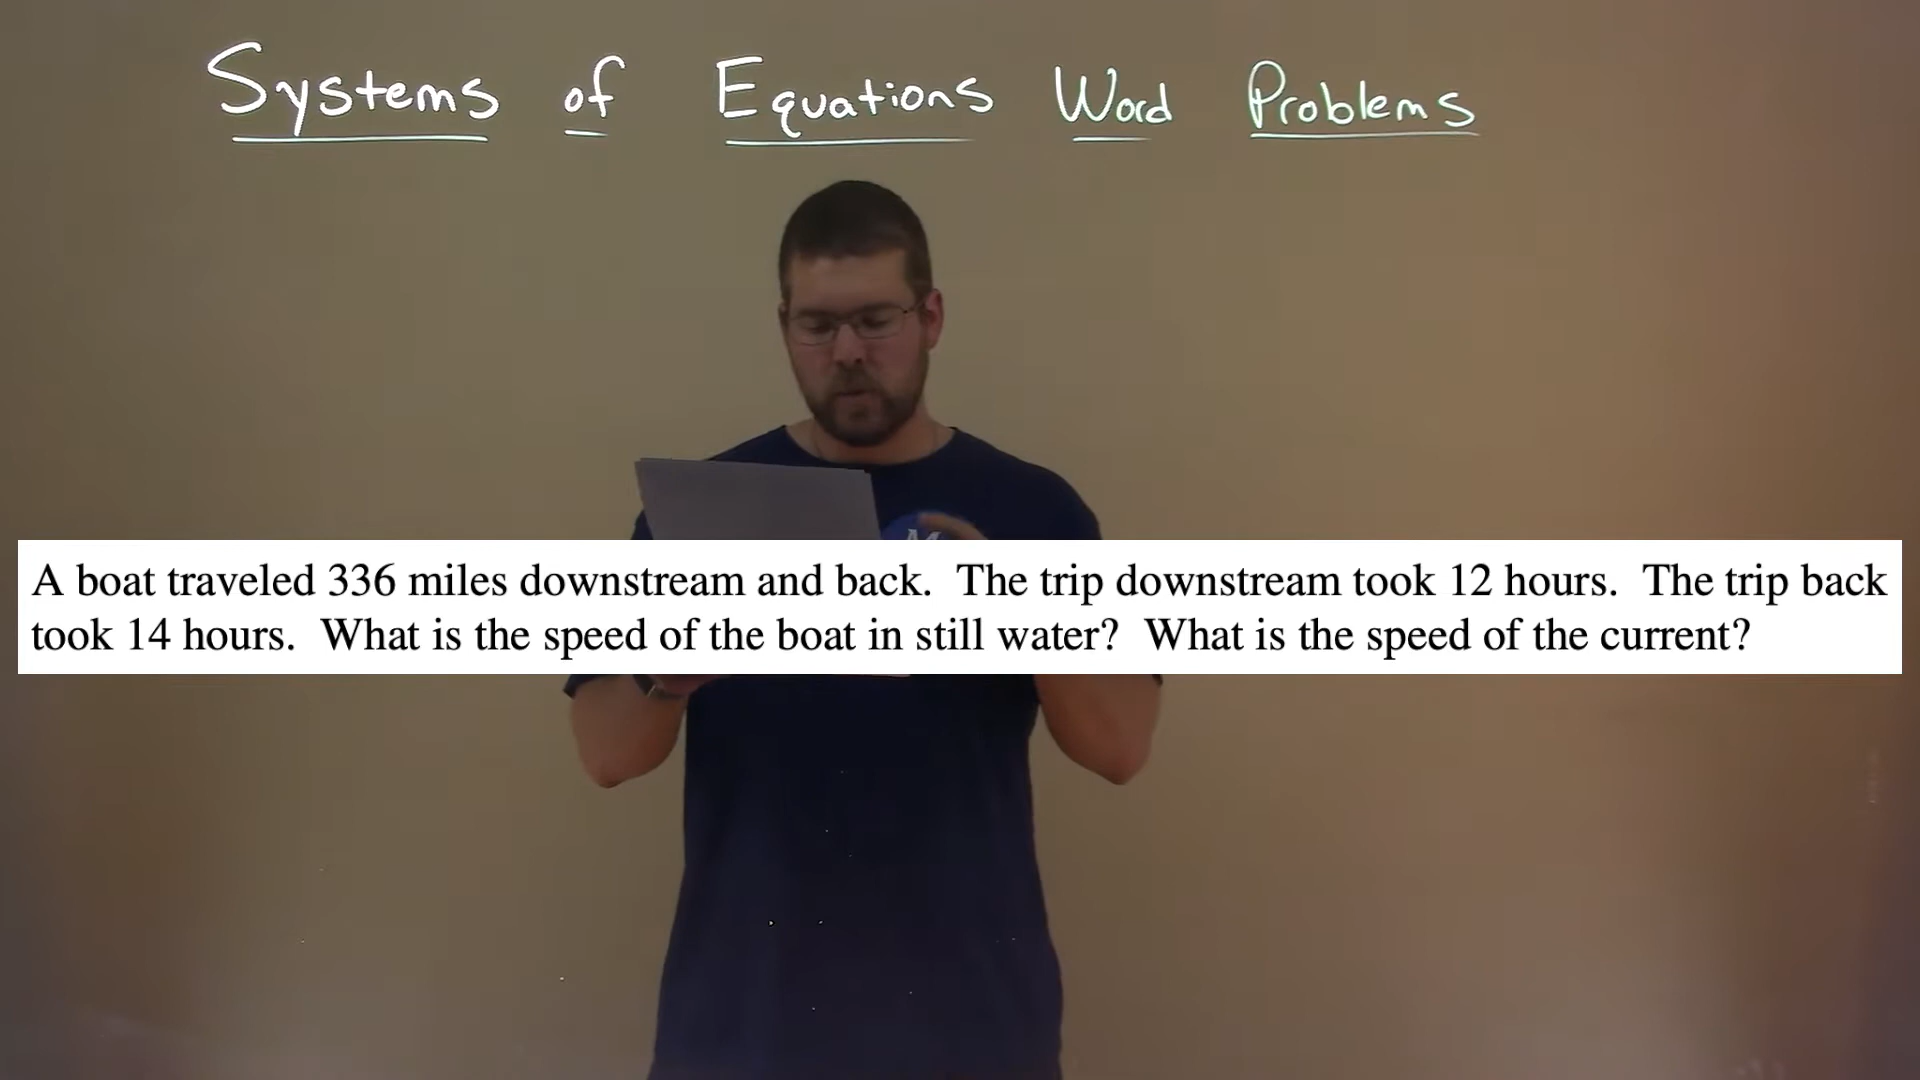 Systems of Equations Word Problems
M
A boat traveled 336 miles downstream and back. The trip downstream took 12 hours. The trip back
took 14 hours. What is the speed of the boat in still water? What is the speed of the current?